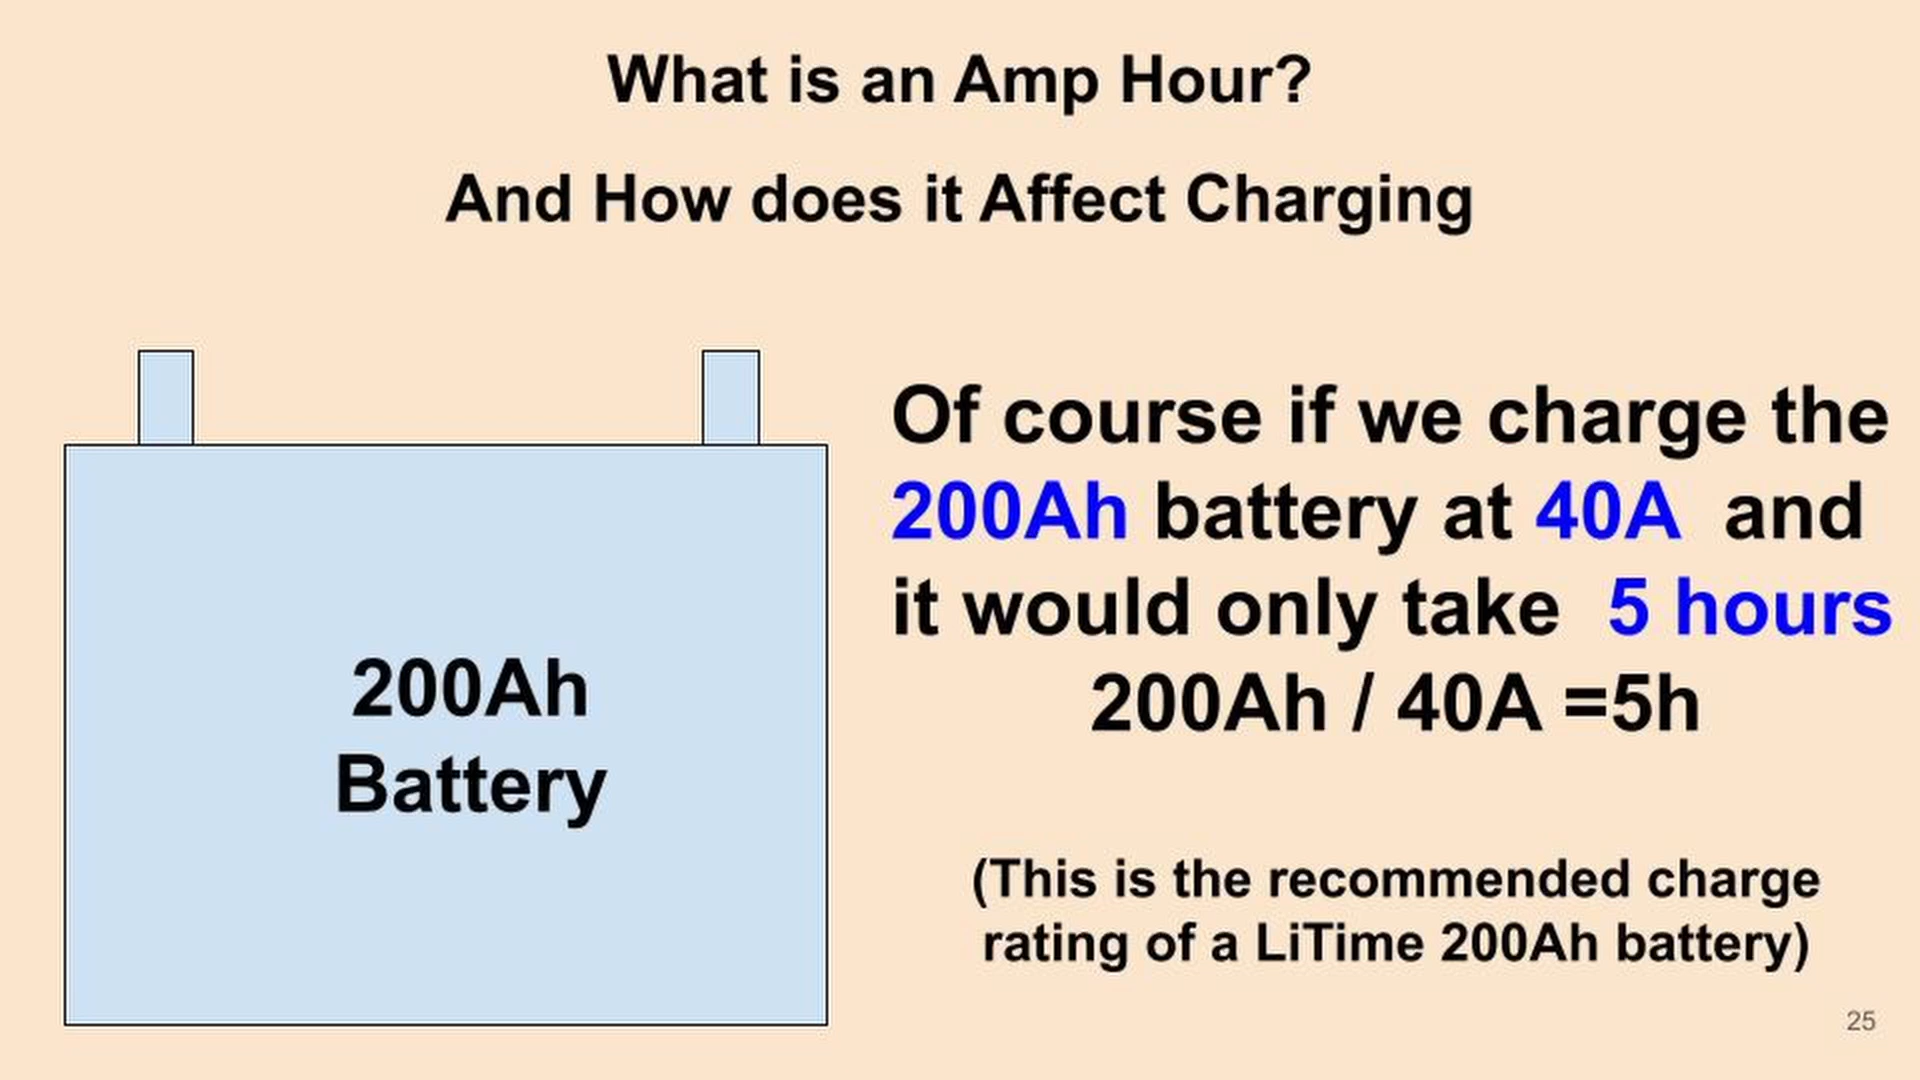 What is an Amp Hour?
And How does it Affect Charging
200Ah
Battery
Of course if we charge the
200Ah battery at 40A  and
it would only take  5 hours
200Ah / 40A =5h
(This is the recommended charge
rating of a LiTime 200Ah battery)
25